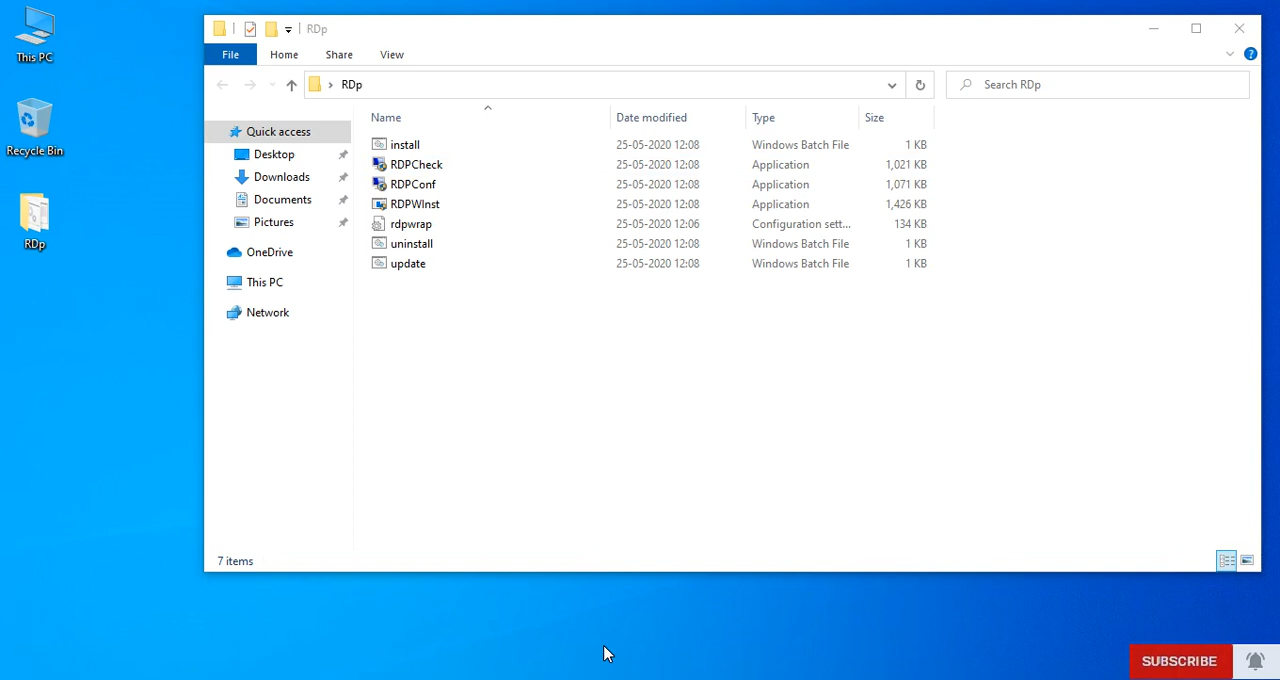 This PC
Recycle Bin
RDp
RDp
File Home Share View
RDp
Search RDp
Name Date modified Type Size
Quick access
Desktop
Downloads
Documents
Pictures
OneDrive
This PC
Network
install 25-05-2020 12:08 Windows Batch File 1 KB
RDPCheck 25-05-2020 12:08 Application 1,021 KB
RDPConf 25-05-2020 12:08 Application 1,071 KB
RDPWInst 25-05-2020 12:08 Application 1,426 KB
rdpwrap 25-05-2020 12:06 Configuration sett... 134 KB
uninstall 25-05-2020 12:08 Windows Batch File 1 KB
update 25-05-2020 12:08 Windows Batch File 1 KB
7 items
SUBSCRIBE